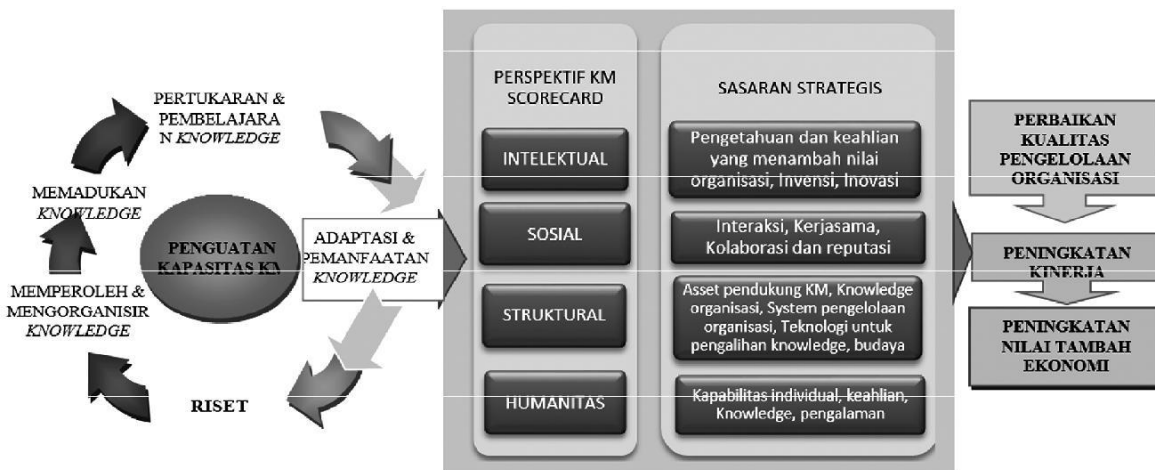 PERTUKARAN &
PEMBELAJARA
N KNOWLEDGE
MEMADUKAN
KNOWLEDGE
MEMPEROLEH &
MENGORGANISIR
KNOWLEDGE
RISET
PENGUATAN
KAPASITAS KM
ADAPTASI &
PEMANFAATAN
KNOWLEDGE
PERSPEKTIF KM
SCORECARD
INTELEKTUAL
SOSIAL
STRUKTURAL
HUMANITAS
SASARAN STRATEGIS
Pengetahuan dan keahlian
yang menambah nilai
organisasi, Invensi, Inovasi
Interaksi, Kerjasama,
Kolaborasi dan reputasi
Asset pendukung KM, Knowledge
organisasi, System pengelolaan
organisasi, Teknologi untuk
pengalihan knowledge, budaya
Kapabilitas individual, keahlian,
Knowledge, pengalaman
PERBAIKAN
KUALITAS
PENGELOLAAN
ORGANISASI
PENINGKATAN
KINERJA
PENINGKATAN
NILAI TAMBAH
EKONOMI